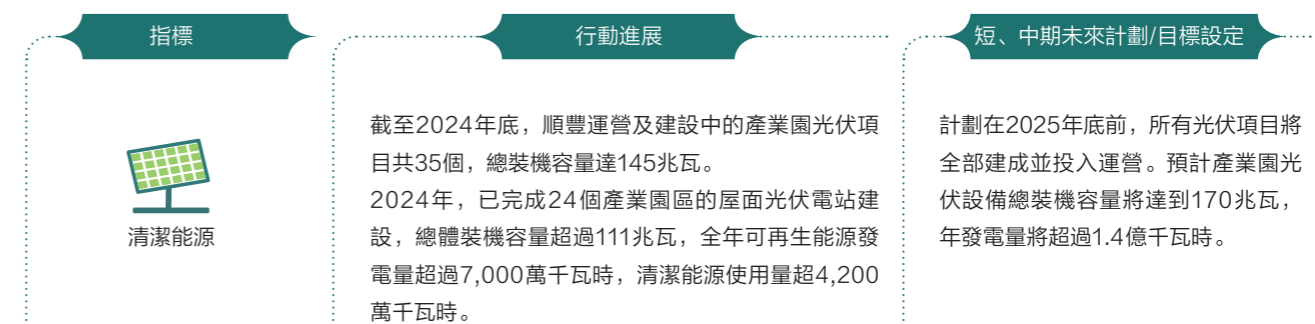 指標
行動進展
短、中期未來計劃/目標設定
清潔能源
截至2024年底，順豐運營及建設中的產業園光伏項
目共35個，總裝機容量達145兆瓦。
2024年，已完成24個產業園區的屋面光伏電站建
設，總體裝機容量超過111兆瓦，全年可再生能源發
電量超過7,000萬千瓦時，清潔能源使用量超4,200
萬千瓦時。
計劃在2025年底前，所有光伏項目將
全部建成並投入運營。預計產業園光
伏設備總裝機容量將達到170兆瓦，
年發電量將超過1.4億千瓦時。